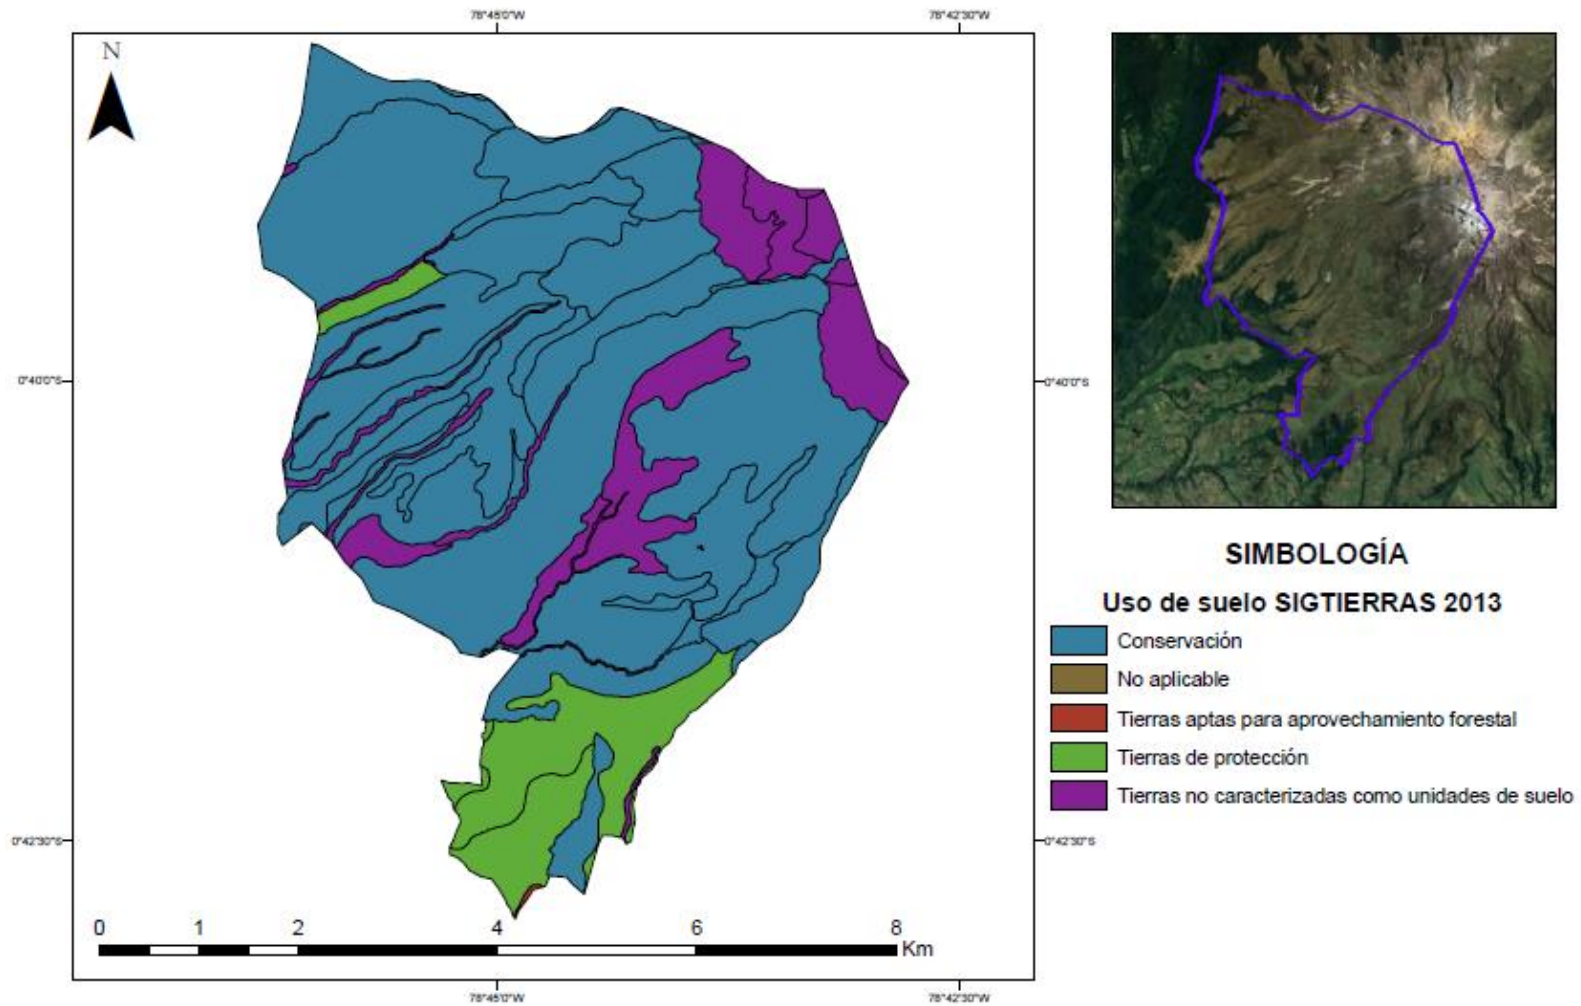 78°45'0"W
78°42'30"W
N
0°40'0"S
0°40'0"S
0°42'30"S
0°42'30"S
0 1 2 4 6 8
Km
78°45'0"W
78°42'30"W
SIMBOLOGÍA
Uso de suelo SIGTIERRAS 2013
Conservación
No aplicable
Tierras aptas para aprovechamiento forestal
Tierras de protección
Tierras no caracterizadas como unidades de suelo